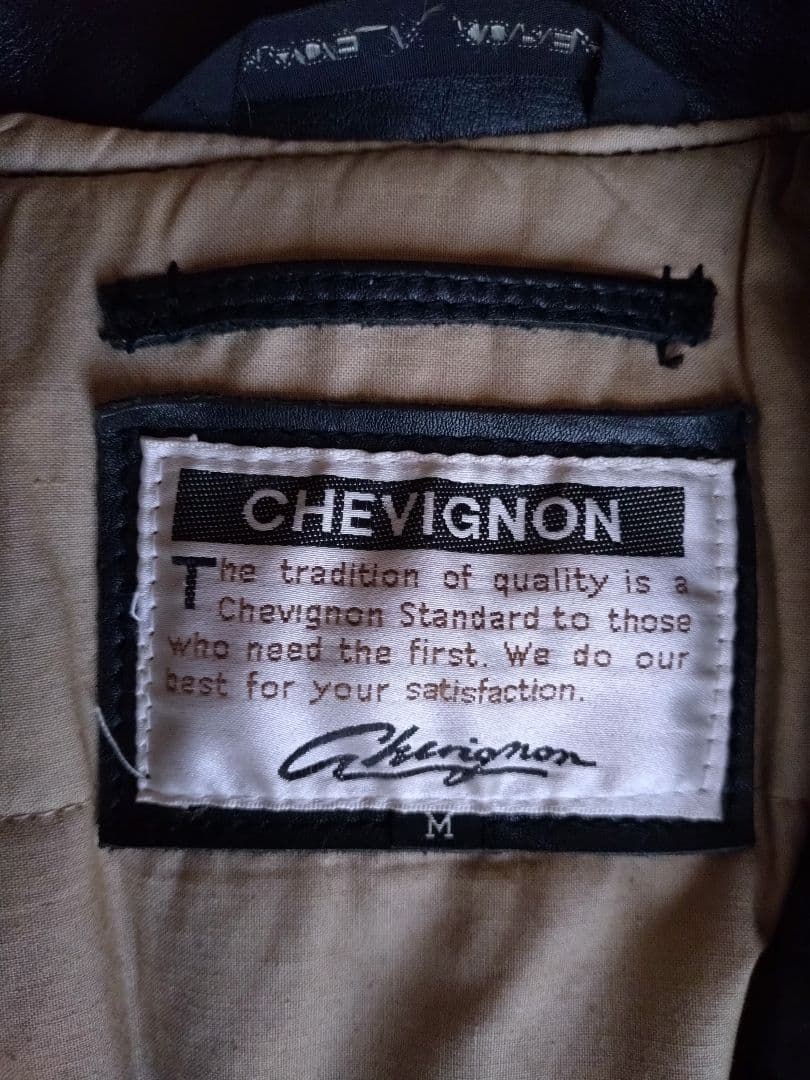 CHEVIGNON
The tradition of quality is a
Chevignon Standard to those
who need the first. We do our
best for your satisfaction.
Chevignon
M